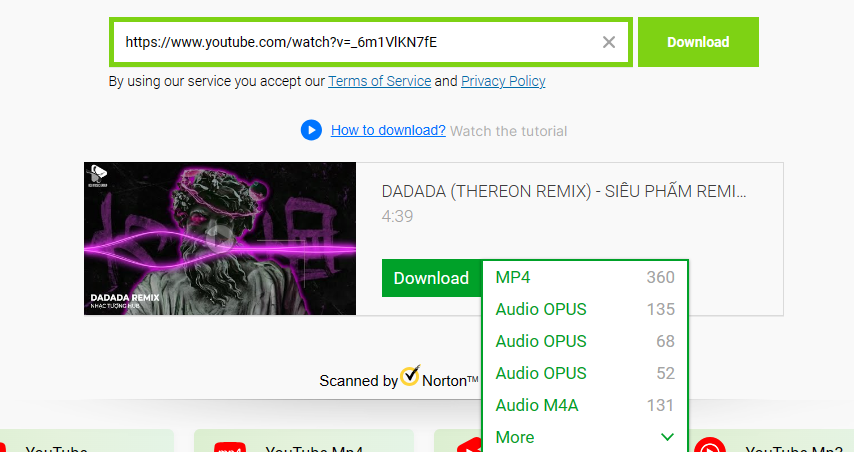 https://www.youtube.com/watch?v=_6m1VlKN7fE
Download
By using our service you accept our Terms of Service and Privacy Policy
How to download? Watch the tutorial
DADADA (THEREON REMIX) - SIÊU PHẨM REMI...
4:39
DADADA REMIX
NHẠC TƯỢNG HUB
Download
MP4 360
Audio OPUS 135
Audio OPUS 68
Audio OPUS 52
Audio M4A 131
More
Scanned by Norton™
YouTube
mp4 YouTube Mp4
YouTube Mp3